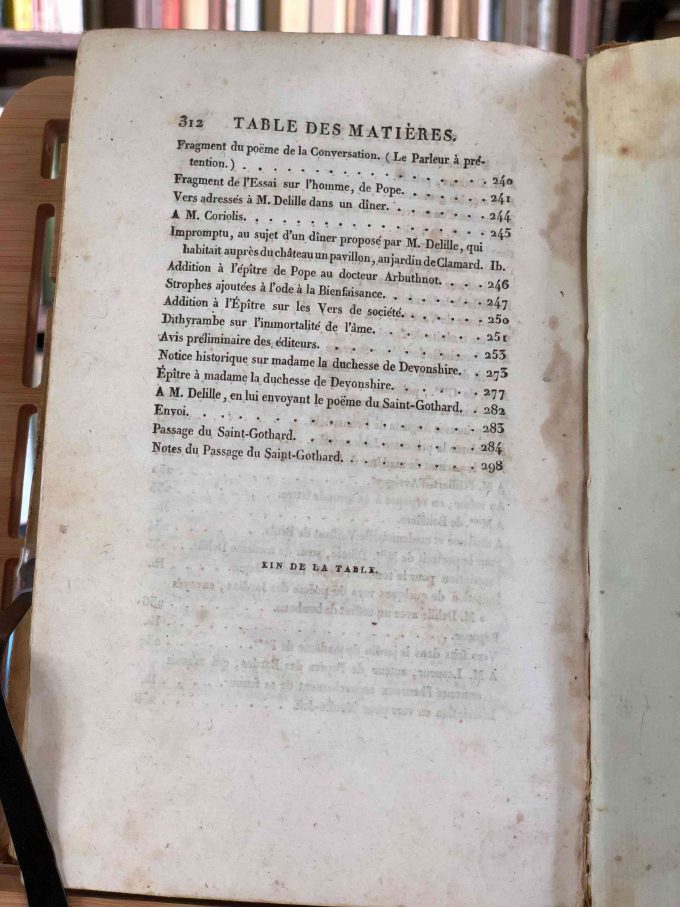 312 TABLE DES MATIÈRES.
Fragment du poëme de la Conversation. (Le Parleur à pré-
tention.) . . . . . . . . . . . . . . . . 240
Fragment de l'Essai sur l'homme, de Pope. . . . . . . . 241
Vers adressés à M. Delille dans un dîner. . . . . . . . 244
A M. Coriolis. . . . . . . . . . . . . . . . 245
Impromptu, au sujet d'un dîner proposé par M. Delille, qui
habitait auprès du château un pavillon, au jardin de Clamard. Ib.
Addition à l'épître de Pope au docteur Arbuthnot. . . . 246
Strophes ajoutées à l'ode à la Bienfaisance. . . . . . . 247
Addition à l'Épître sur les Vers de société. . . . . . 250
Dithyrambe sur l'immortalité de l'âme. . . . . . . . 251
Avis préliminaire des éditeurs. . . . . . . . . . 253
Notice historique sur madame la duchesse de Devonshire. . 273
Épître à madame la duchesse de Devonshire. . . . . . 277
A M. Delille, en lui envoyant le poëme du Saint-Gothard. . 282
Envoi. . . . . . . . . . . . . . . . . . 283
Passage du Saint-Gothard. . . . . . . . . . . . 284
Notes du Passage du Saint-Gothard. . . . . . . . . 298
FIN DE LA TABLE.